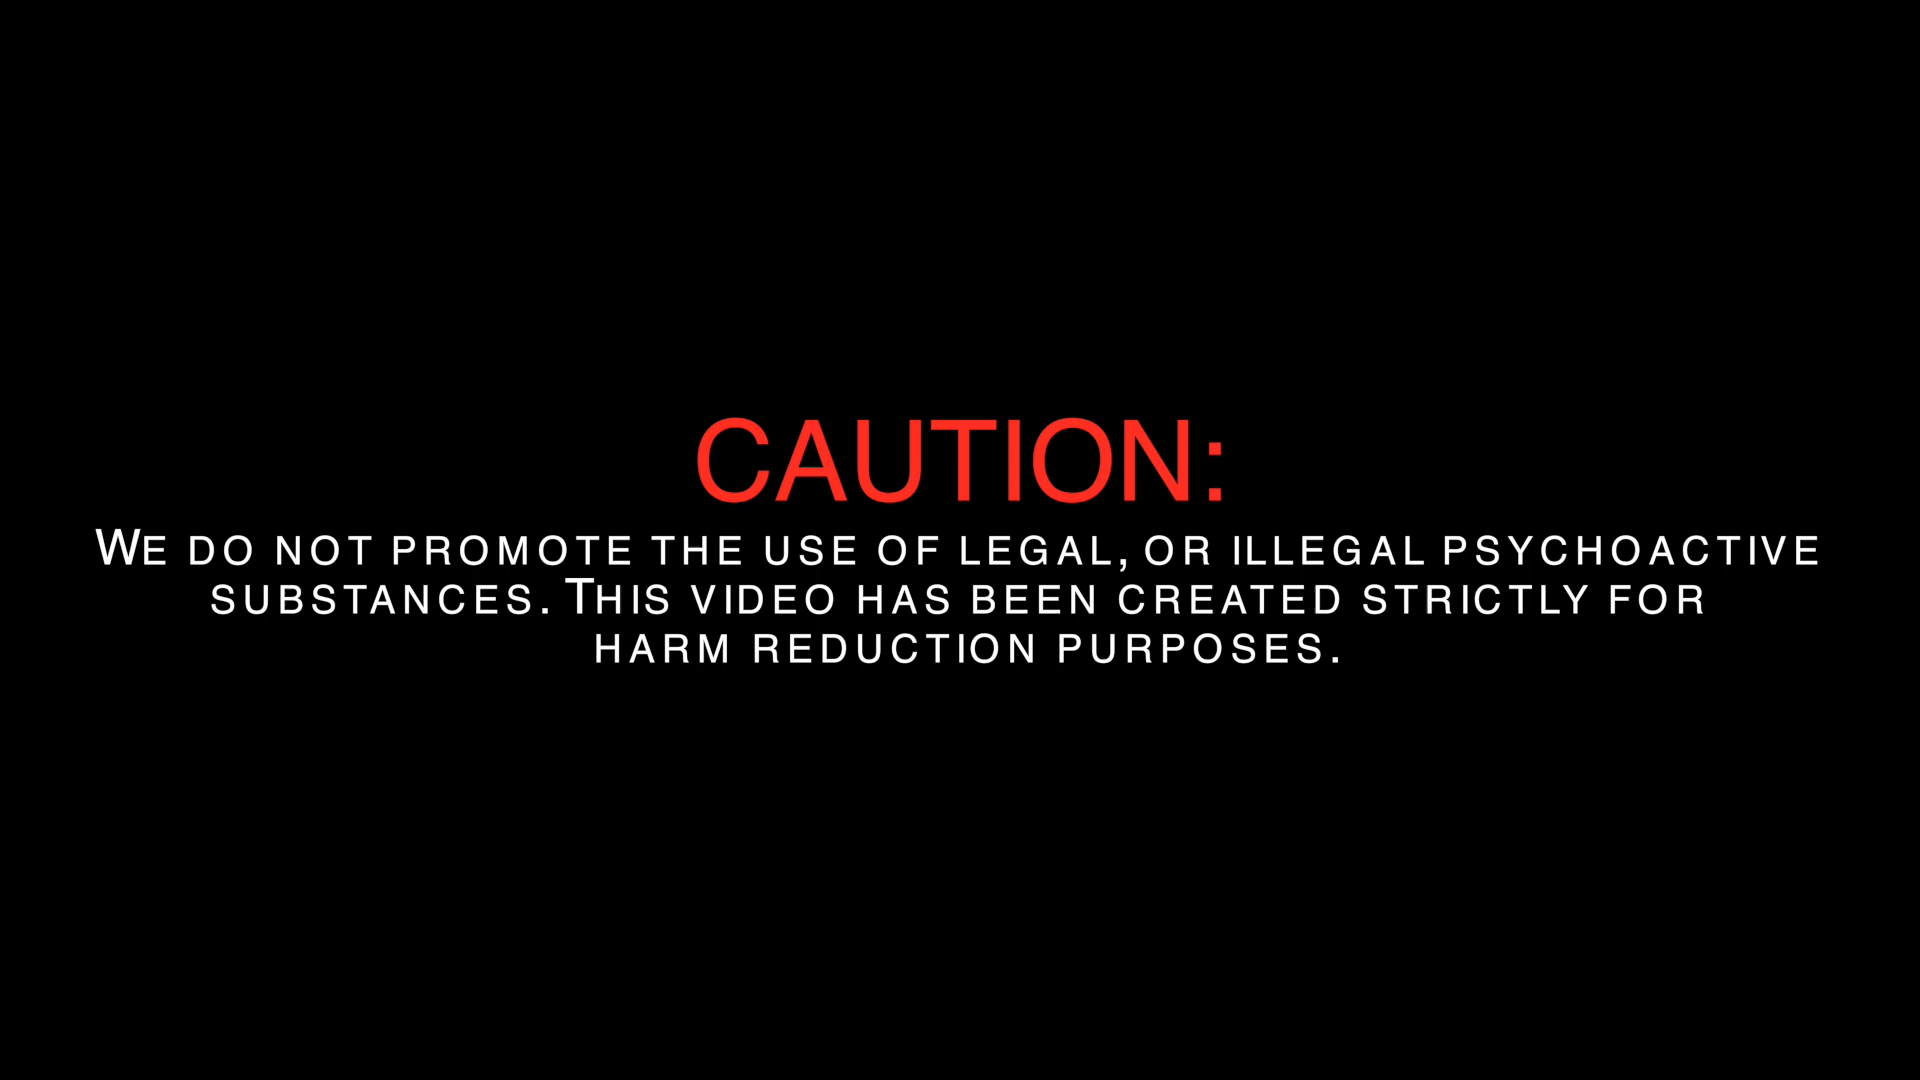 CAUTION:
WE DO NOT PROMOTE THE USE OF LEGAL, OR ILLEGAL PSYCHOACTIVE
SUBSTANCES. THIS VIDEO HAS BEEN CREATED STRICTLY FOR
HARM REDUCTION PURPOSES.